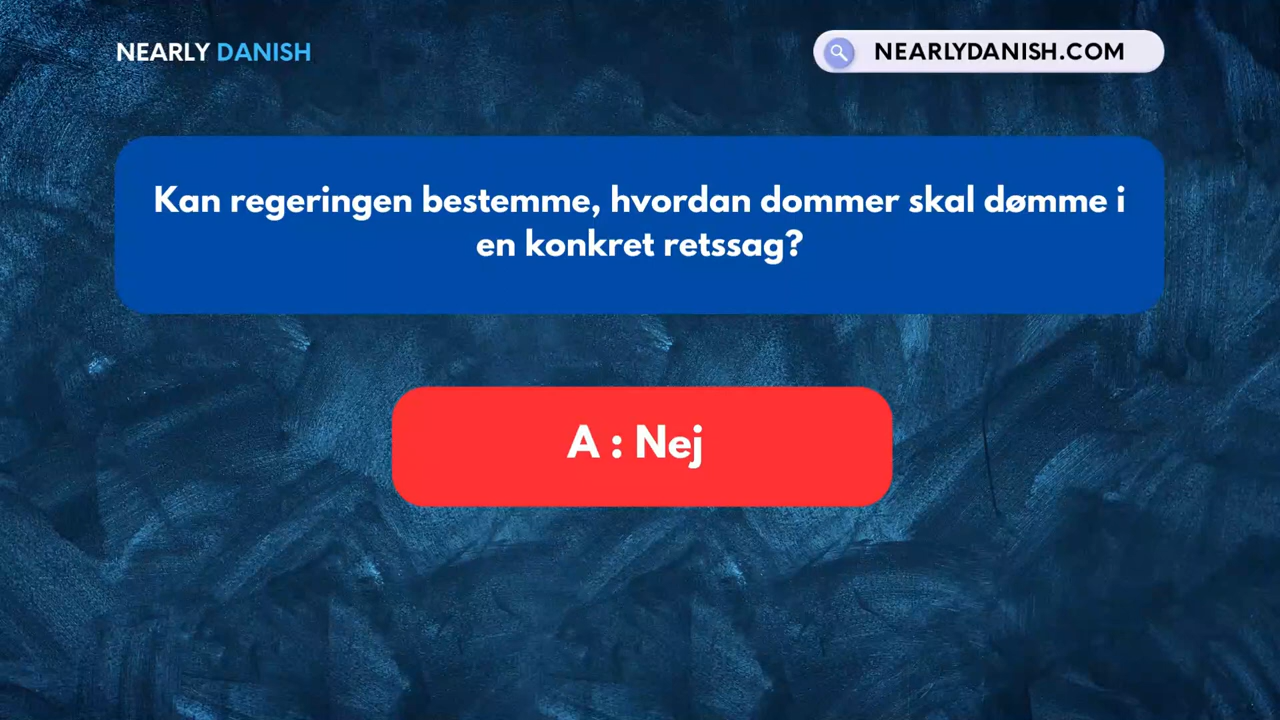 NEARLY DANISH
NEARLYDANISH.COM
Kan regeringen bestemme, hvordan dommer skal dømme i
en konkret retssag?
A : Nej